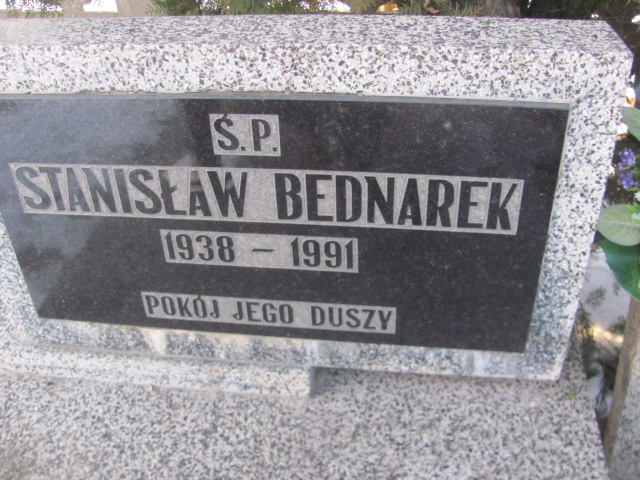 Ś.P.
STANISŁAW BEDNAREK
1938 – 1991
POKÓJ JEGO DUSZY